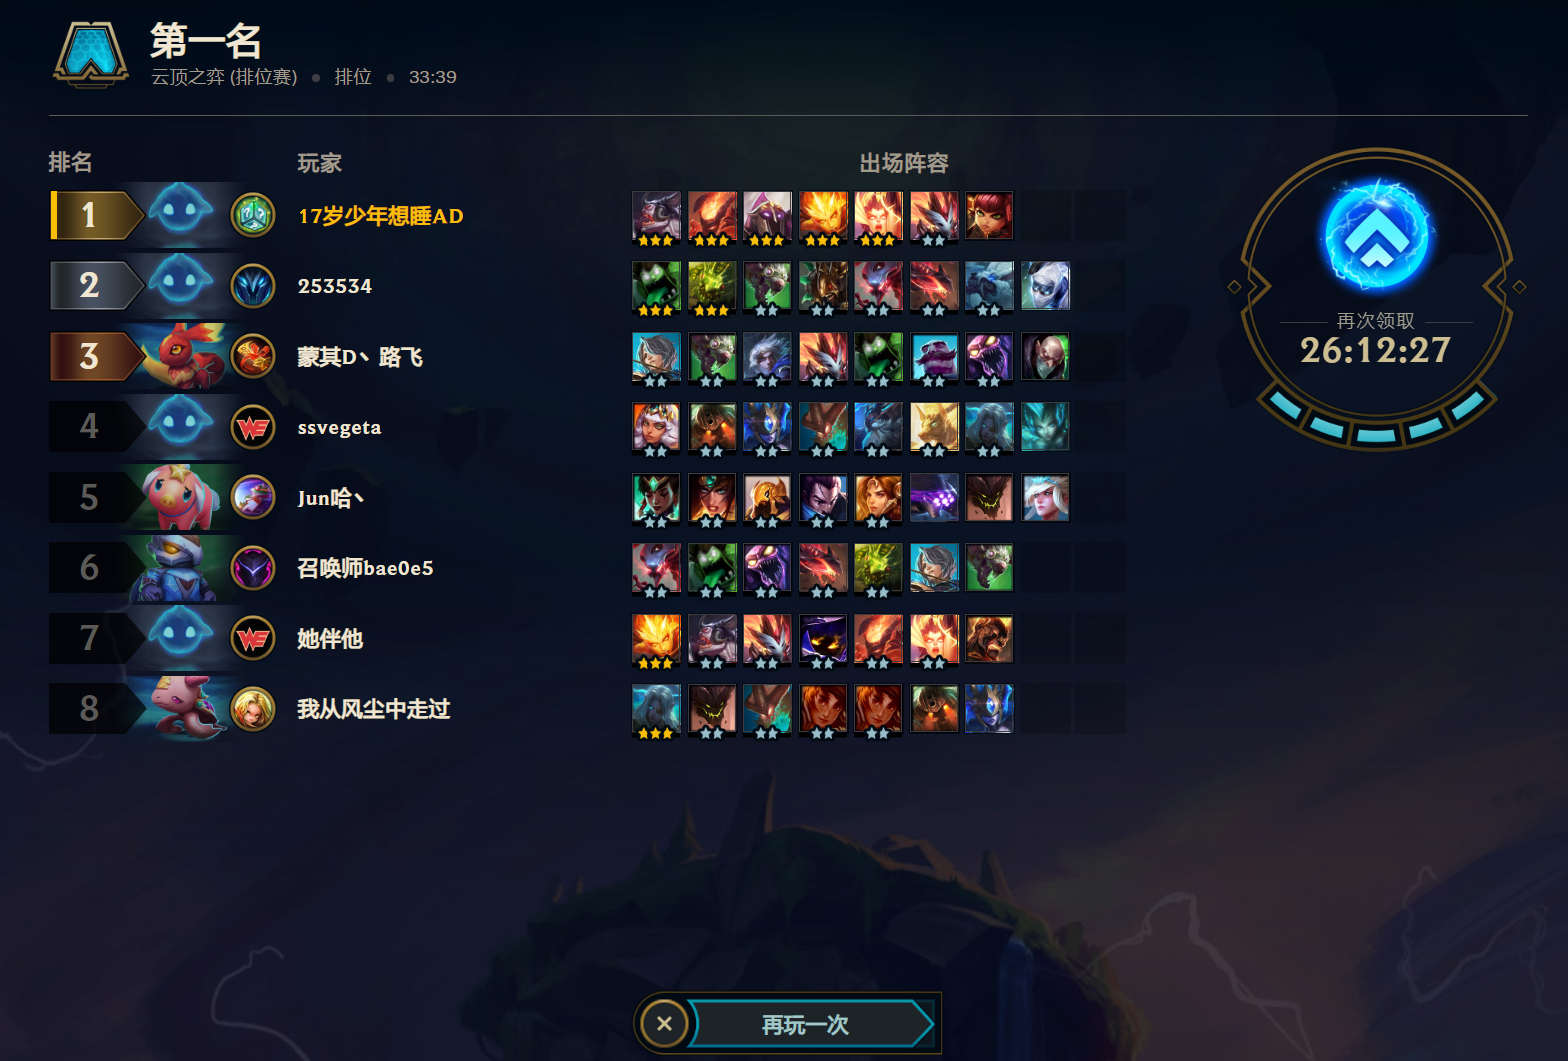 第一名
云顶之弈 (排位赛) • 排位 • 33:39
排名 玩家 出场阵容
1 17岁少年想睡AD
2 253534
3 蒙其D丶路飞
再次领取
26:12:27
4 ssvegeta
5 Jun哈丶
6 召唤师bae0e5
7 她伴他
8 我从风尘中走过
再玩一次